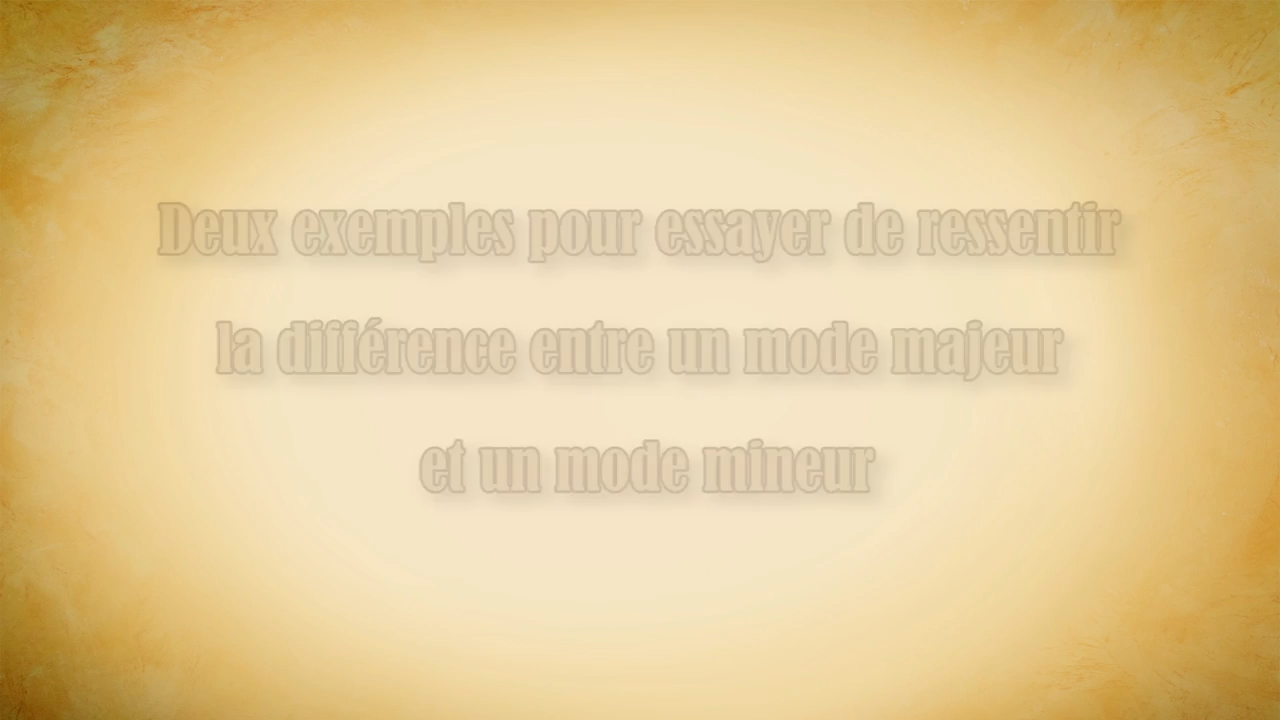 Deux exemples pour essayer de ressentir
la différence entre un mode majeur
et un mode mineur